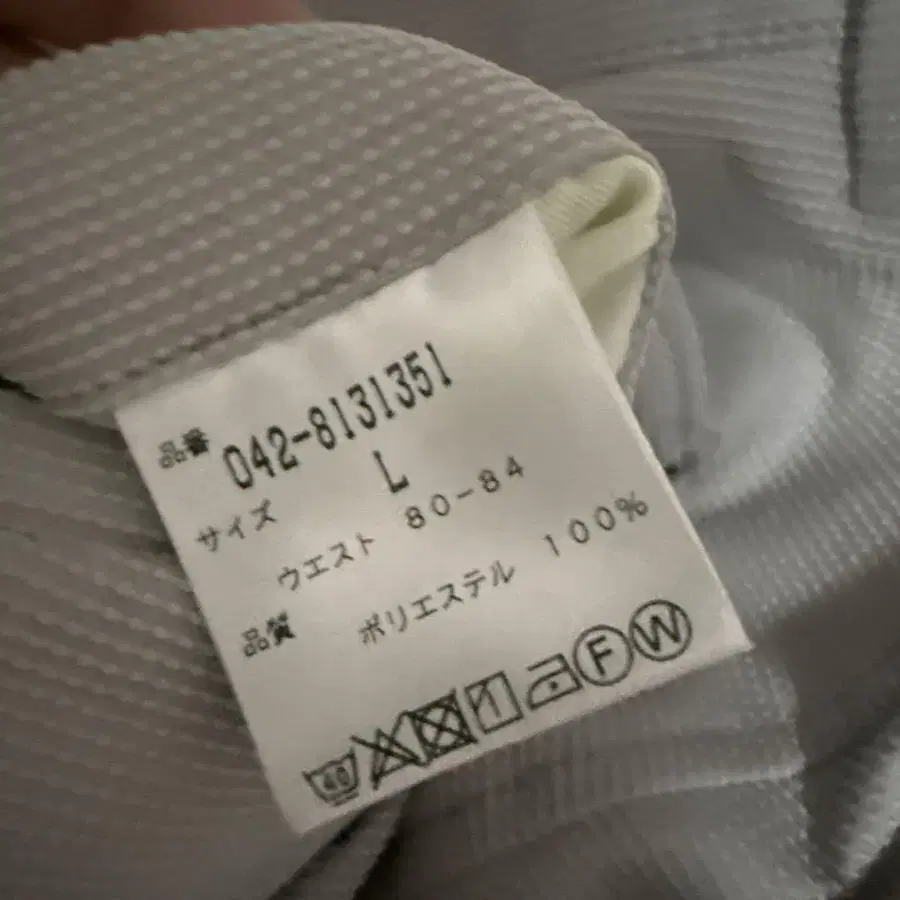 品番 042-8131351
サイズ L
ウエスト 80-84
品質 ポリエステル 100%
40 F W